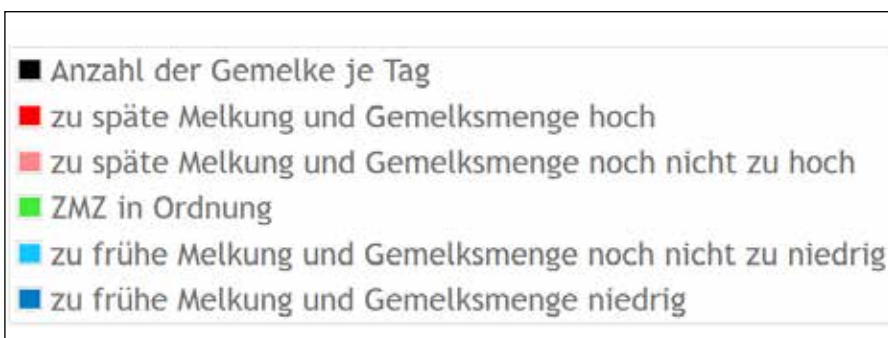 Anzahl der Gemelke je Tag
zu späte Melkung und Gemelksmenge hoch
zu späte Melkung und Gemelksmenge noch nicht zu hoch
ZMZ in Ordnung
zu frühe Melkung und Gemelksmenge noch nicht zu niedrig
zu frühe Melkung und Gemelksmenge niedrig